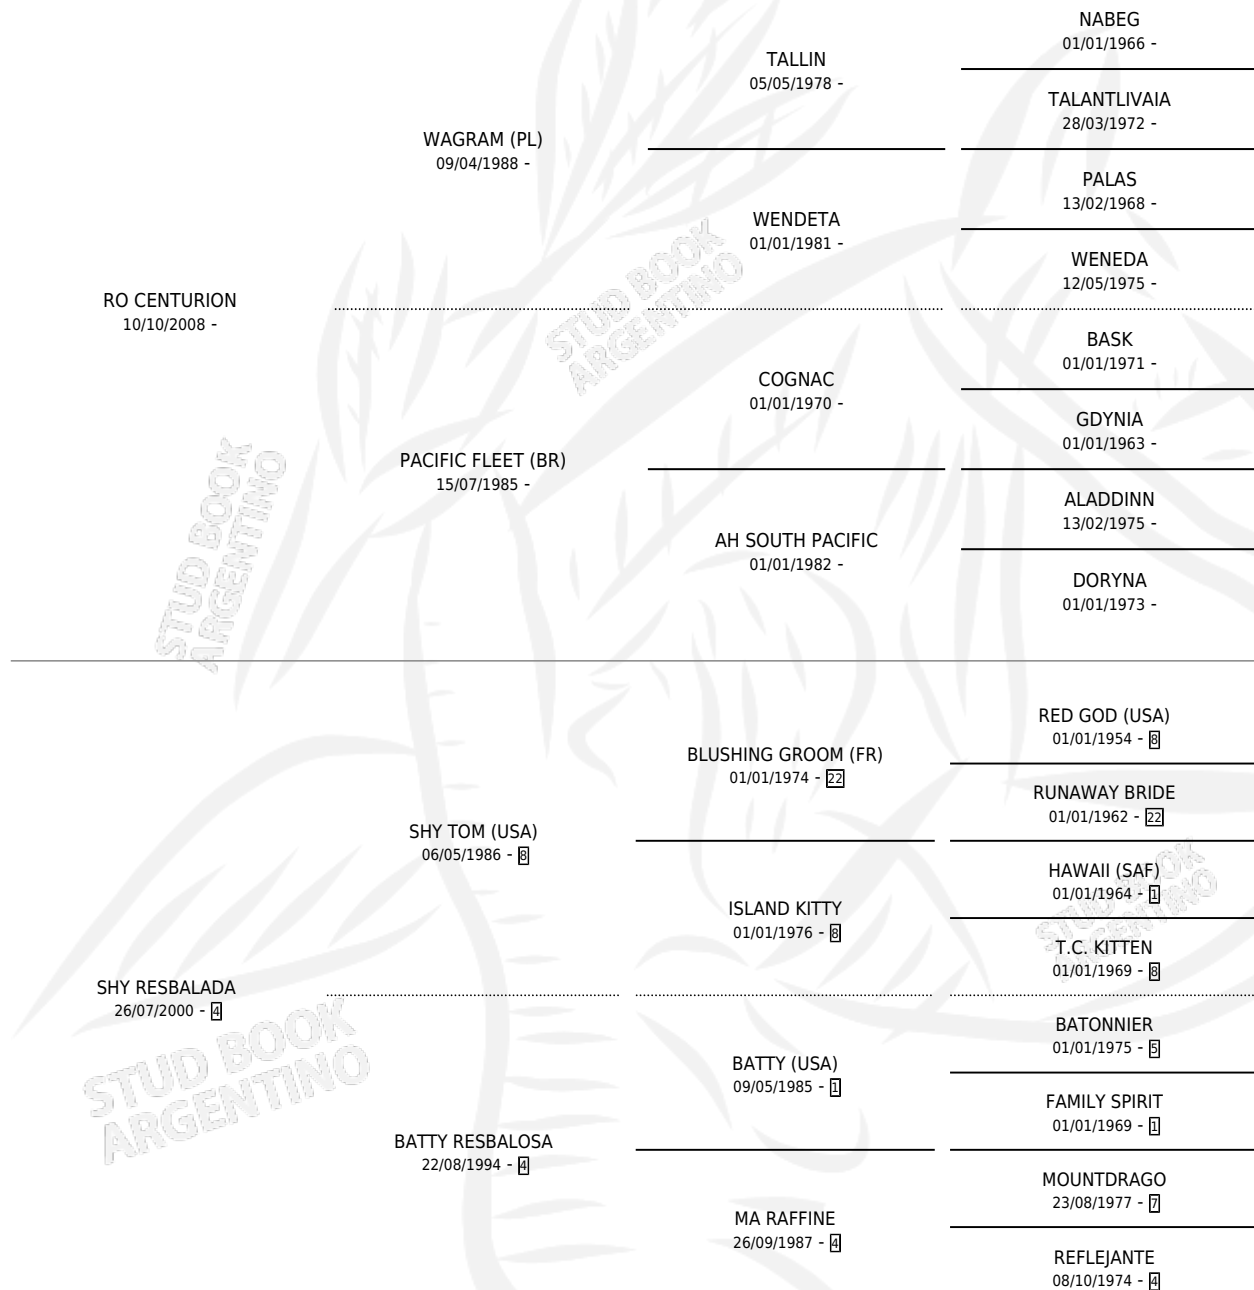 NABEG
01/01/1966 -
TALLIN
05/05/1978 -
TALANTLIVAIA
28/03/1972 -
WAGRAM (PL)
09/04/1988 -
PALAS
13/02/1968 -
WENDETA
01/01/1981 -
WENEDA
12/05/1975 -
RO CENTURION
10/10/2008 -
BASK
01/01/1971 -
COGNAC
01/01/1970 -
GDYNIA
01/01/1963 -
PACIFIC FLEET (BR)
15/07/1985 -
ALADDINN
13/02/1975 -
AH SOUTH PACIFIC
01/01/1982 -
DORYNA
01/01/1973 -
RED GOD (USA)
01/01/1954 - 8
BLUSHING GROOM (FR)
01/01/1974 - 22
RUNAWAY BRIDE
01/01/1962 - 22
SHY TOM (USA)
06/05/1986 - 8
HAWAII (SAF)
01/01/1964 - 1
ISLAND KITTY
01/01/1976 - 8
T.C. KITTEN
01/01/1969 - 8
SHY RESBALADA
26/07/2000 - 4
BATONNIER
01/01/1975 - 5
BATTY (USA)
09/05/1985 - 1
FAMILY SPIRIT
01/01/1969 - 1
BATTY RESBALOSA
22/08/1994 - 4
MOUNTDRAGO
23/08/1977 - 7
MA RAFFINE
26/09/1987 - 4
REFLEJANTE
08/10/1974 - 4
STUD BOOK
ARGENTINO
STUD BOOK
ARGENTINO
STUD BOOK
ARGENTINO
STUD BOOK
ARGENTINO